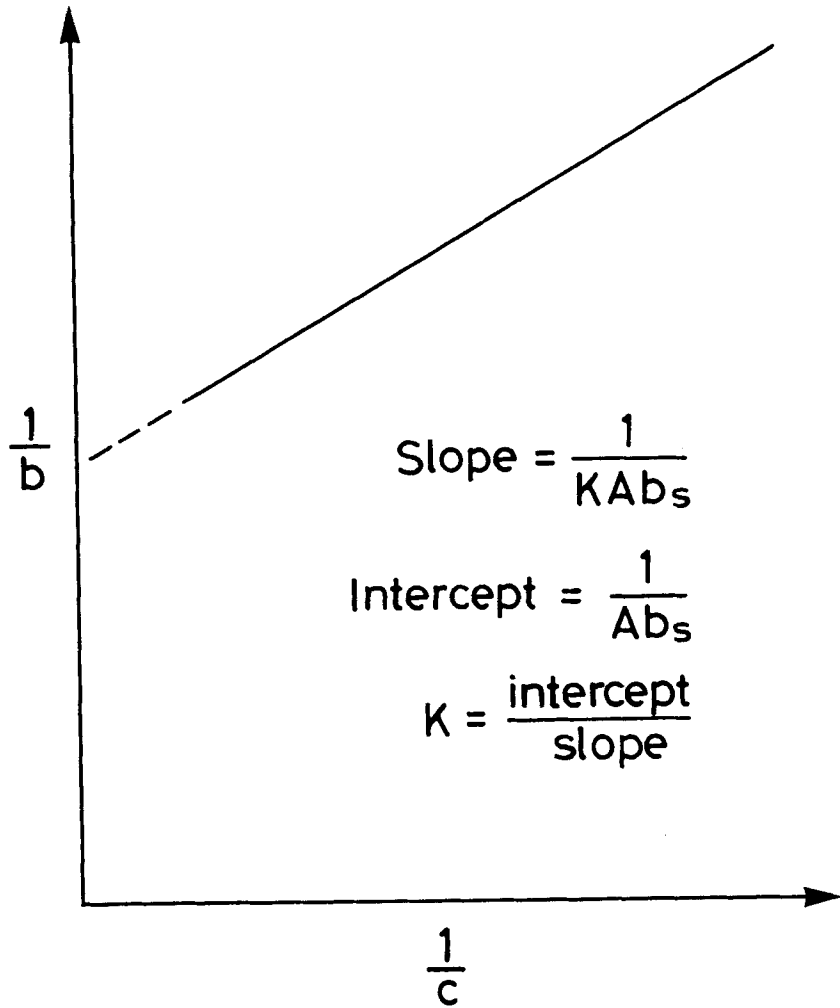 1
b
Slope = 1
KAbs
Intercept = 1
Abs
K = intercept
slope
1
c